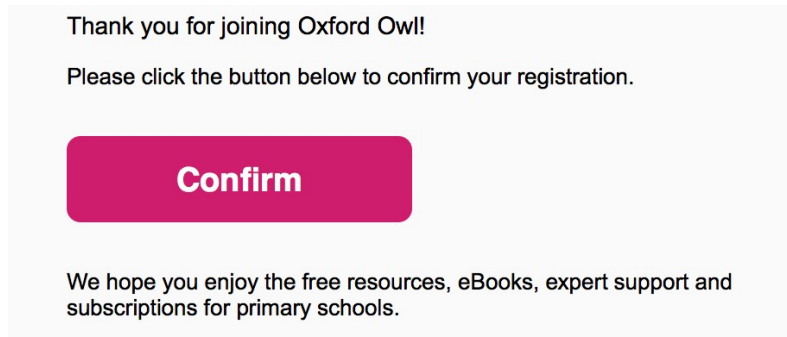 Thank you for joining Oxford Owl!
Please click the button below to confirm your registration.
Confirm
We hope you enjoy the free resources, eBooks, expert support and
subscriptions for primary schools.